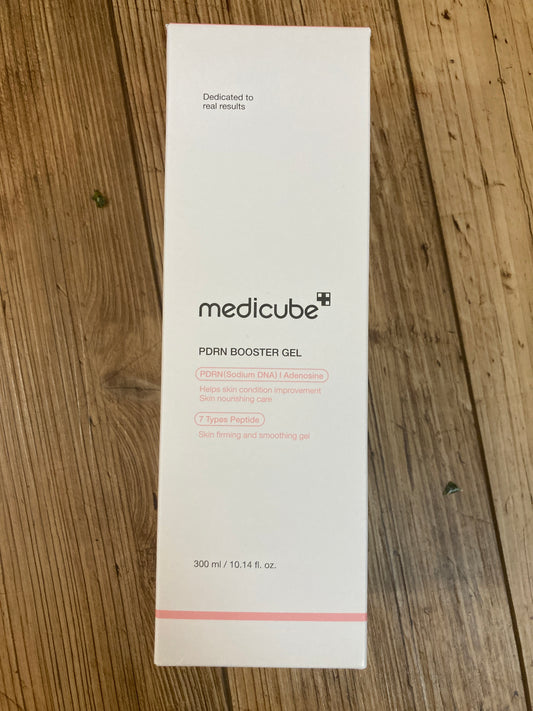 Dedicated to
real results
medicube
PDRN BOOSTER GEL
PDRN(Sodium DNA) I Adenosine
Helps skin condition improvement
Skin nourishing care
7 Types Peptide
Skin firming and smoothing gel
300 ml / 10.14 fl. oz.